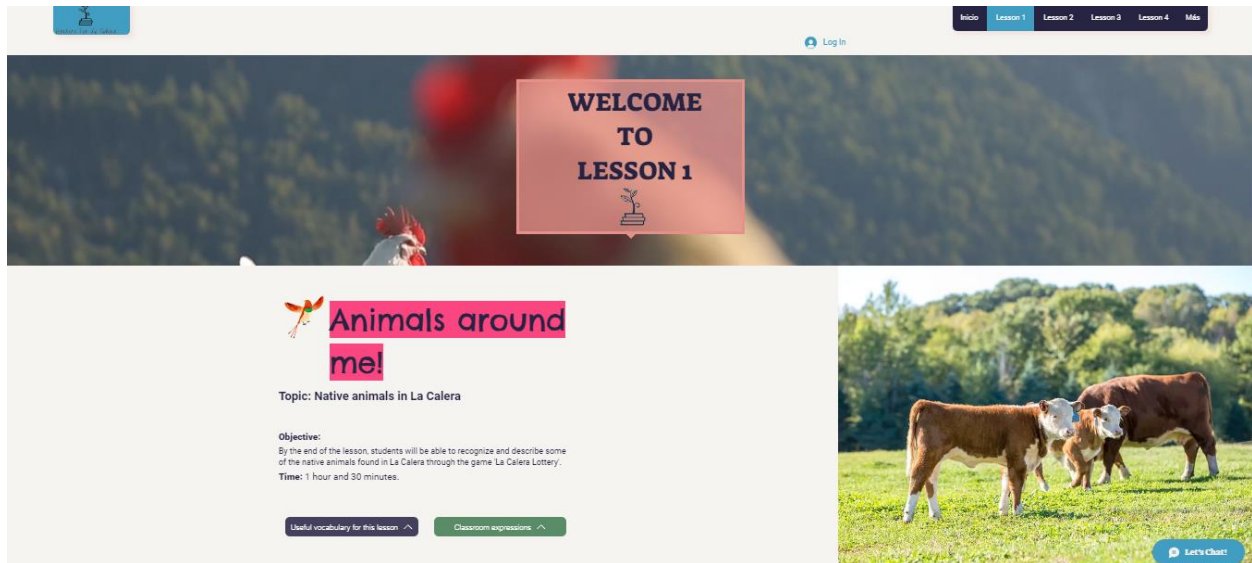 Inicio Lesson 1 Lesson 2 Lesson 3 Lesson 4 Más
Log In
WELCOME
TO
LESSON 1
Animals around
me!
Topic: Native animals in La Calera
Objective:
By the end of the lesson, students will be able to recognize and describe some
of the native animals found in La Calera through the game 'La Calera Lottery'.
Time: 1 hour and 30 minutes.
Useful vocabulary for this lesson
Classroom expressions
Let's Chat!